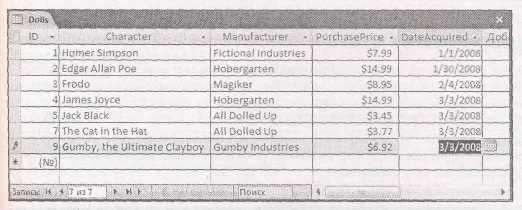 Dolls
ID Character Manufacturer PurchasePrice DateAcquired Доб
1 Homer Simpson Fictional Industries $7.99 1/1/2008
2 Edgar Allan Poe Hobergarten $14.99 1/30/2008
3 Frodo Magiker $8.95 2/4/2008
4 James Joyce Hobergarten $14.99 3/3/2008
5 Jack Black All Dolled Up $3.45 3/3/2008
7 The Cat in the Hat All Dolled Up $3.77 3/3/2008
9 Gumby, the Ultimate Clayboy Gumby Industries $6.92 3/3/2008
* (№)
Запись: 7 из 7 Поиск